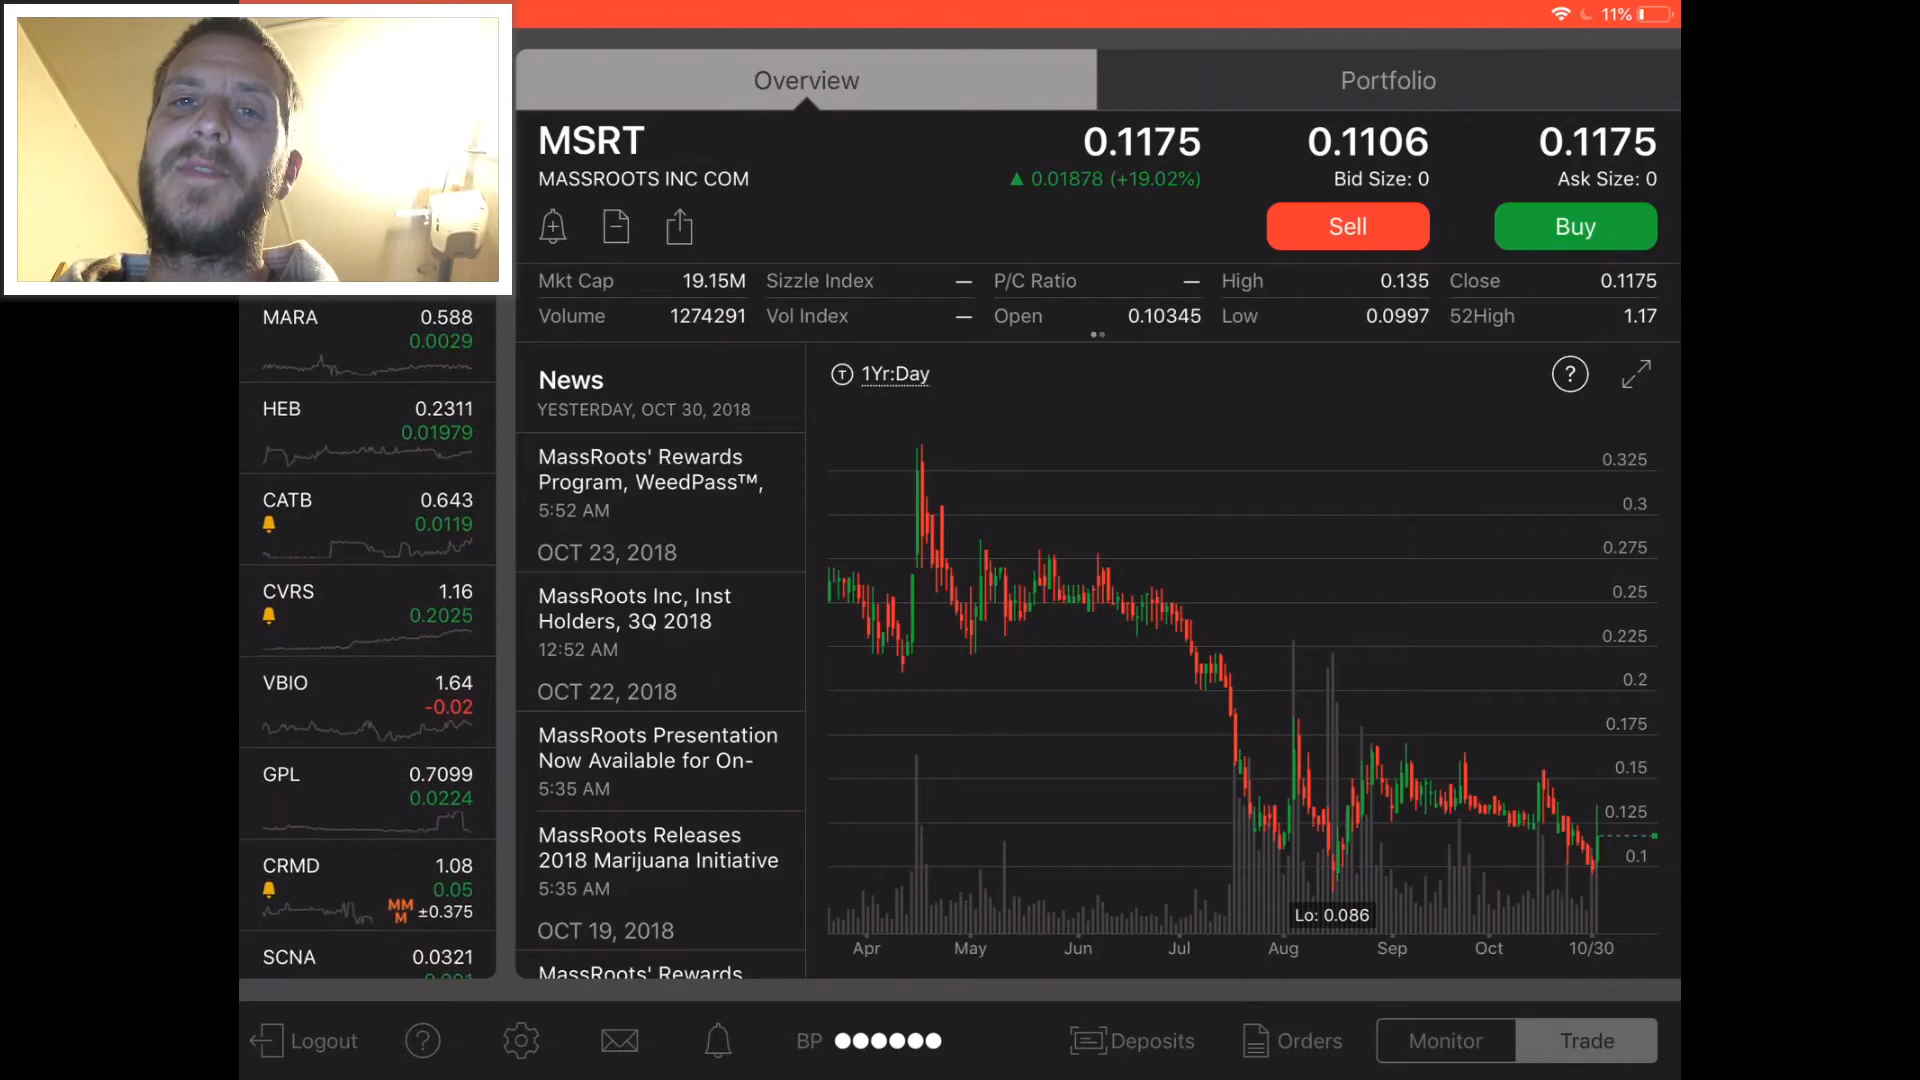 11%
Overview
Portfolio
MSRT
MASSROOTS INC COM
0.1175
▲ 0.01878 (+19.02%)
0.1106
Bid Size: 0
0.1175
Ask Size: 0
Sell
Buy
Mkt Cap 19.15M
Sizzle Index —
P/C Ratio —
High 0.135
Close 0.1175
Volume 1274291
Vol Index —
Open 0.10345
Low 0.0997
52High 1.17
MARA 0.588
0.0029
HEB 0.2311
0.01979
CATB 0.643
0.0119
CVRS 1.16
0.2025
VBIO 1.64
-0.02
GPL 0.7099
0.0224
CRMD 1.08
0.05
MM
M
±0.375
SCNA 0.0321
News
YESTERDAY, OCT 30, 2018
MassRoots' Rewards
Program, WeedPass™,
5:52 AM
OCT 23, 2018
MassRoots Inc, Inst
Holders, 3Q 2018
12:52 AM
OCT 22, 2018
MassRoots Presentation
Now Available for On-
5:35 AM
MassRoots Releases
2018 Marijuana Initiative
5:35 AM
OCT 19, 2018
MassRoots' Rewards
T 1Yr:Day
?
0.325
0.3
0.275
0.25
0.225
0.2
0.175
0.15
0.125
0.1
Lo: 0.086
Apr May Jun Jul Aug Sep Oct 10/30
Logout
?
BP
Deposits
Orders
Monitor
Trade